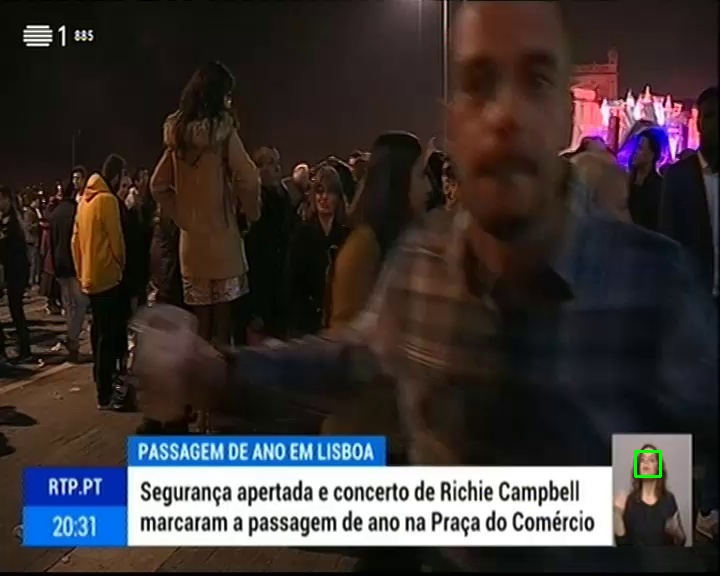 1 885
PASSAGEM DE ANO EM LISBOA
RTP.PT
20:31
Segurança apertada e concerto de Richie Campbell
marcaram a passagem de ano na Praça do Comércio